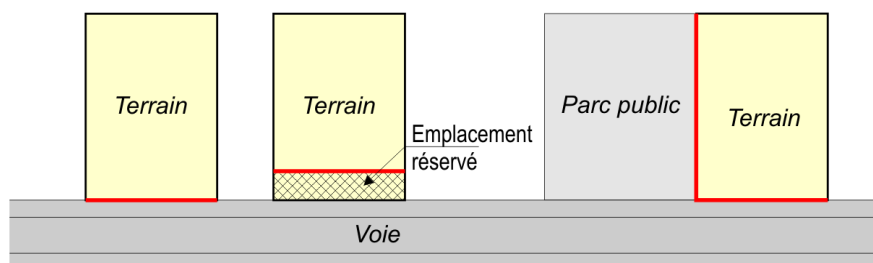 Terrain
Terrain
Parc public
Terrain
Emplacement
réservé
Voie